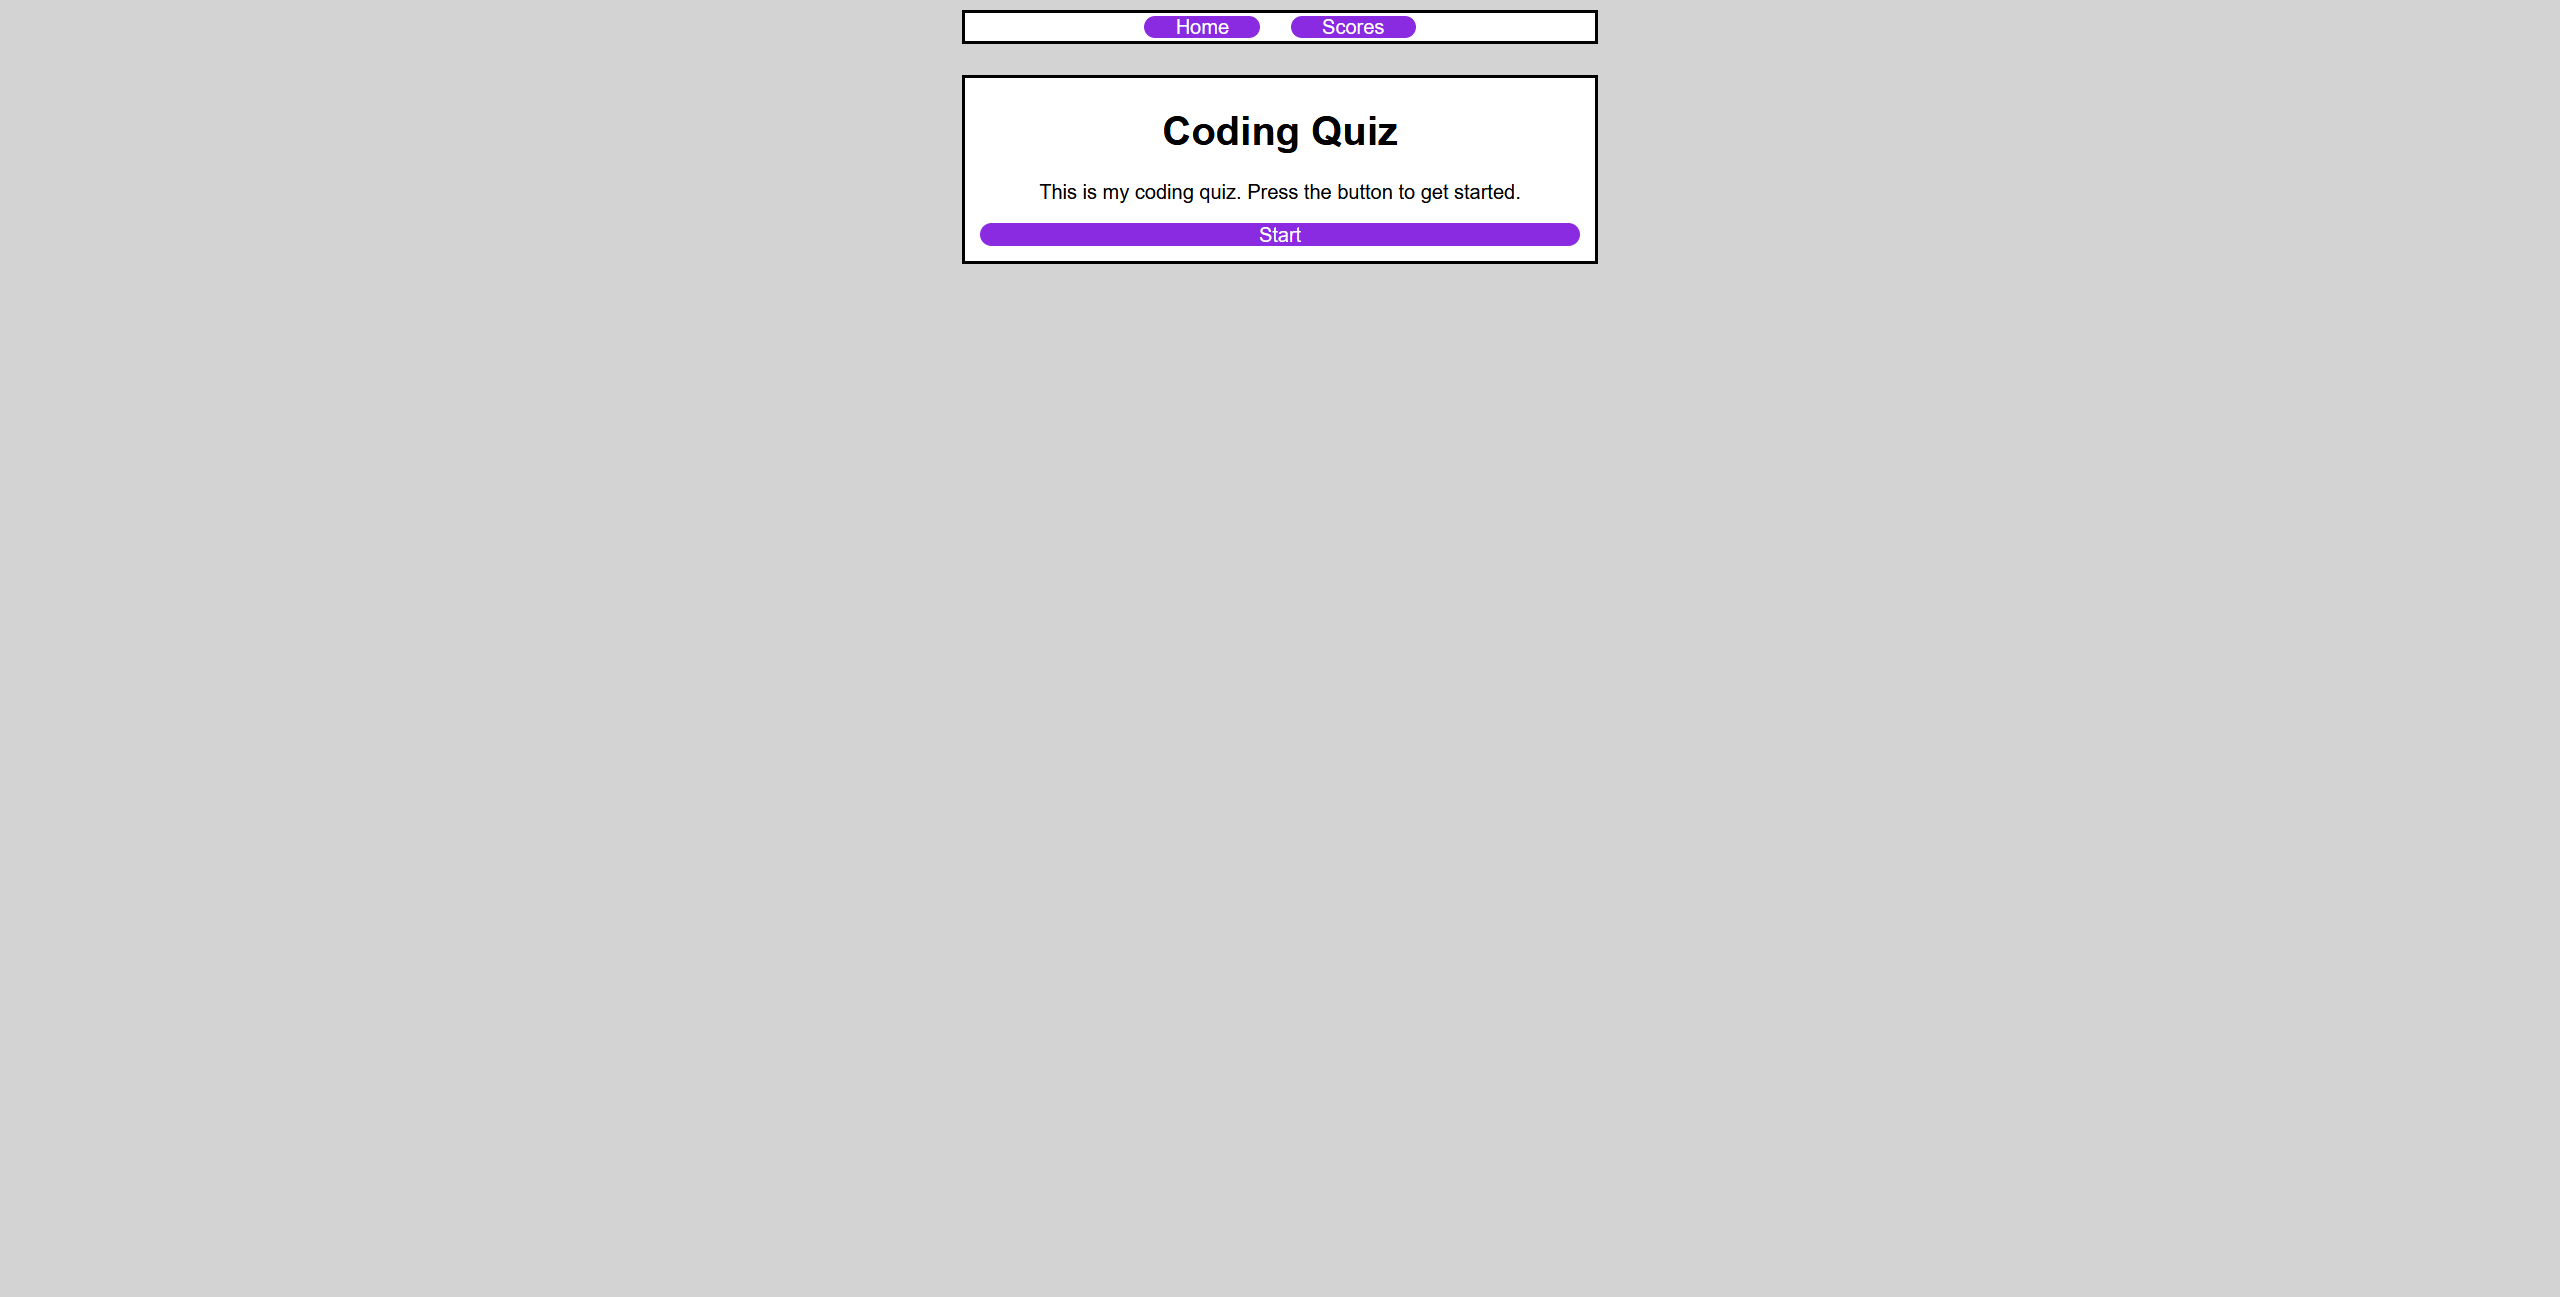 Home Scores
Coding Quiz
This is my coding quiz. Press the button to get started.
Start